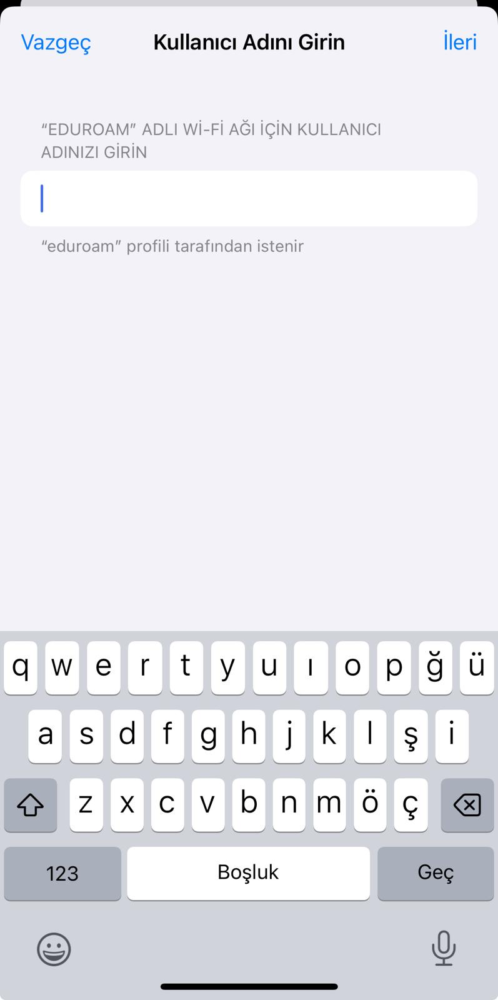 Vazgeç Kullanıcı Adını Girin İleri
“EDUROAM” ADLI Wİ-Fİ AĞI İÇİN KULLANICI
ADINIZI GİRİN
“eduroam” profili tarafından istenir
q w e r t y u ı o p ğ ü
a s d f g h j k l ş i
z x c v b n m ö ç
123 Boşluk Geç